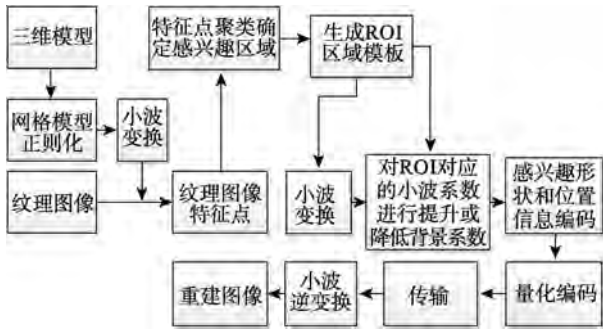 三维模型
网格模型
正则化
小波
变换
纹理图像
特征点聚类确
定感兴趣区域
纹理图像
特征点
生成ROI
区域模板
小波
变换
对ROI对应
的小波系数
进行提升或
降低背景系数
感兴趣形
状和位置
信息编码
量化编码
传输
小波
逆变换
重建图像